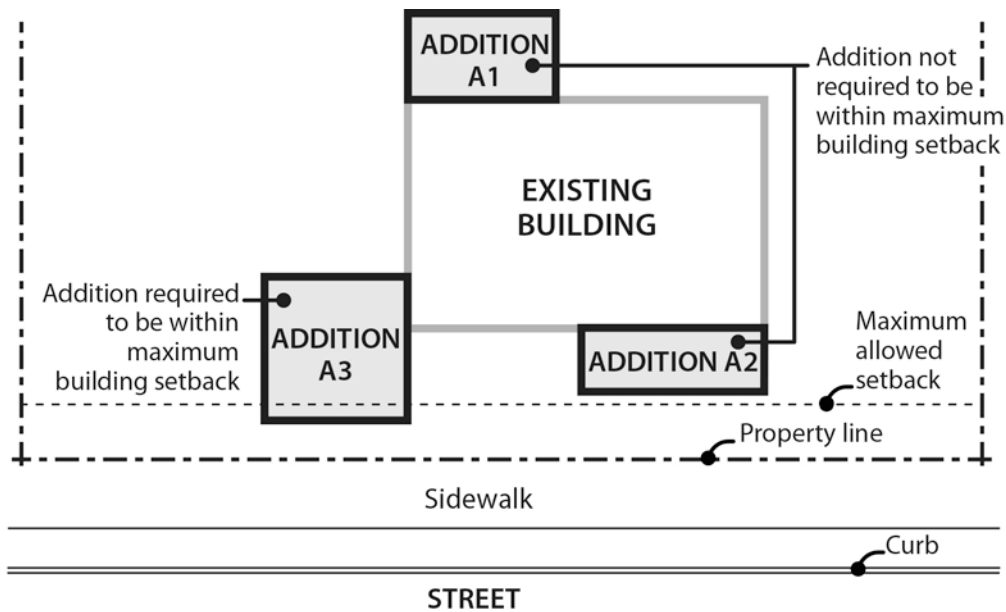 ADDITION
A1
Addition not
required to be
within maximum
building setback
EXISTING
BUILDING
Addition required
to be within
maximum
building setback
ADDITION
A3
ADDITION A2
Maximum
allowed
setback
Property line
Sidewalk
Curb
STREET